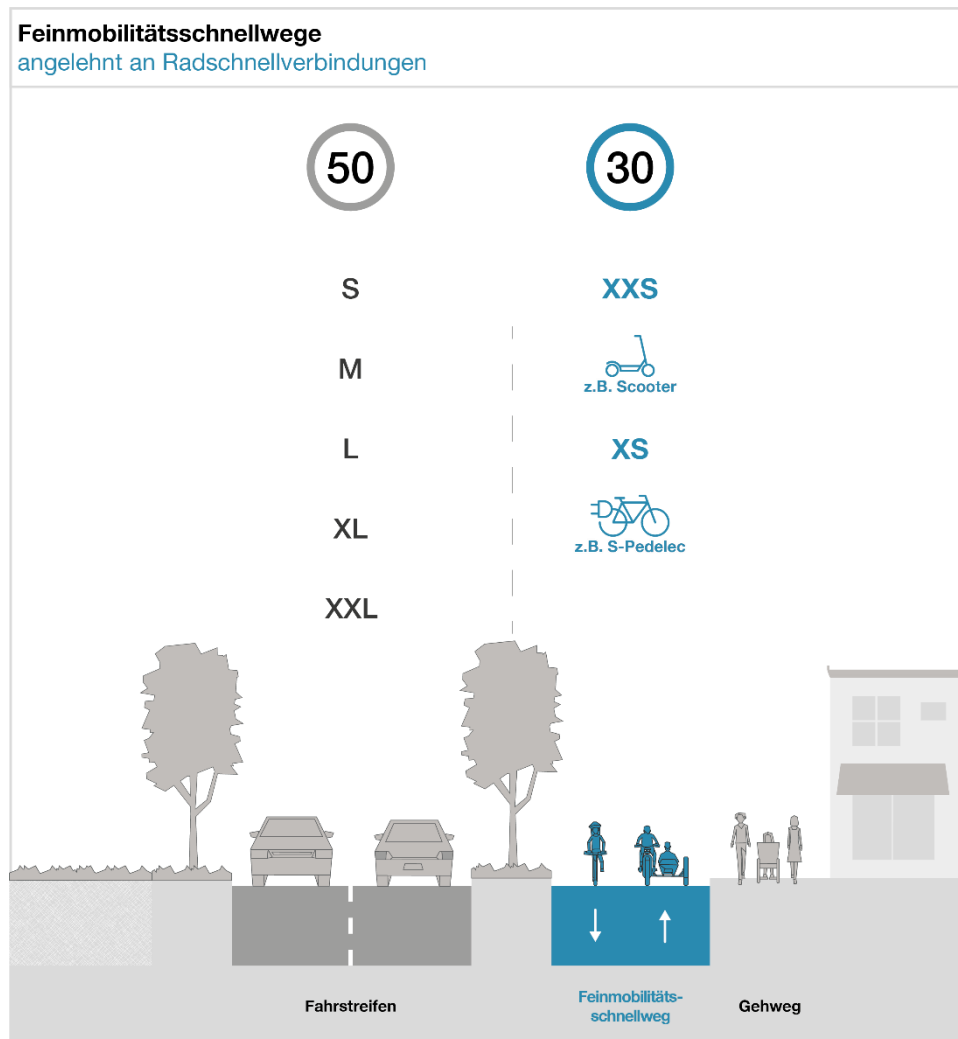 Feinmobilitätsschnellwege
angelehnt an Radschnellverbindungen
50
30
S
XXS
M
z.B. Scooter
L
XS
XL
z.B. S-Pedelec
XXL
Fahrstreifen
Feinmobilitäts-
schnellweg
Gehweg